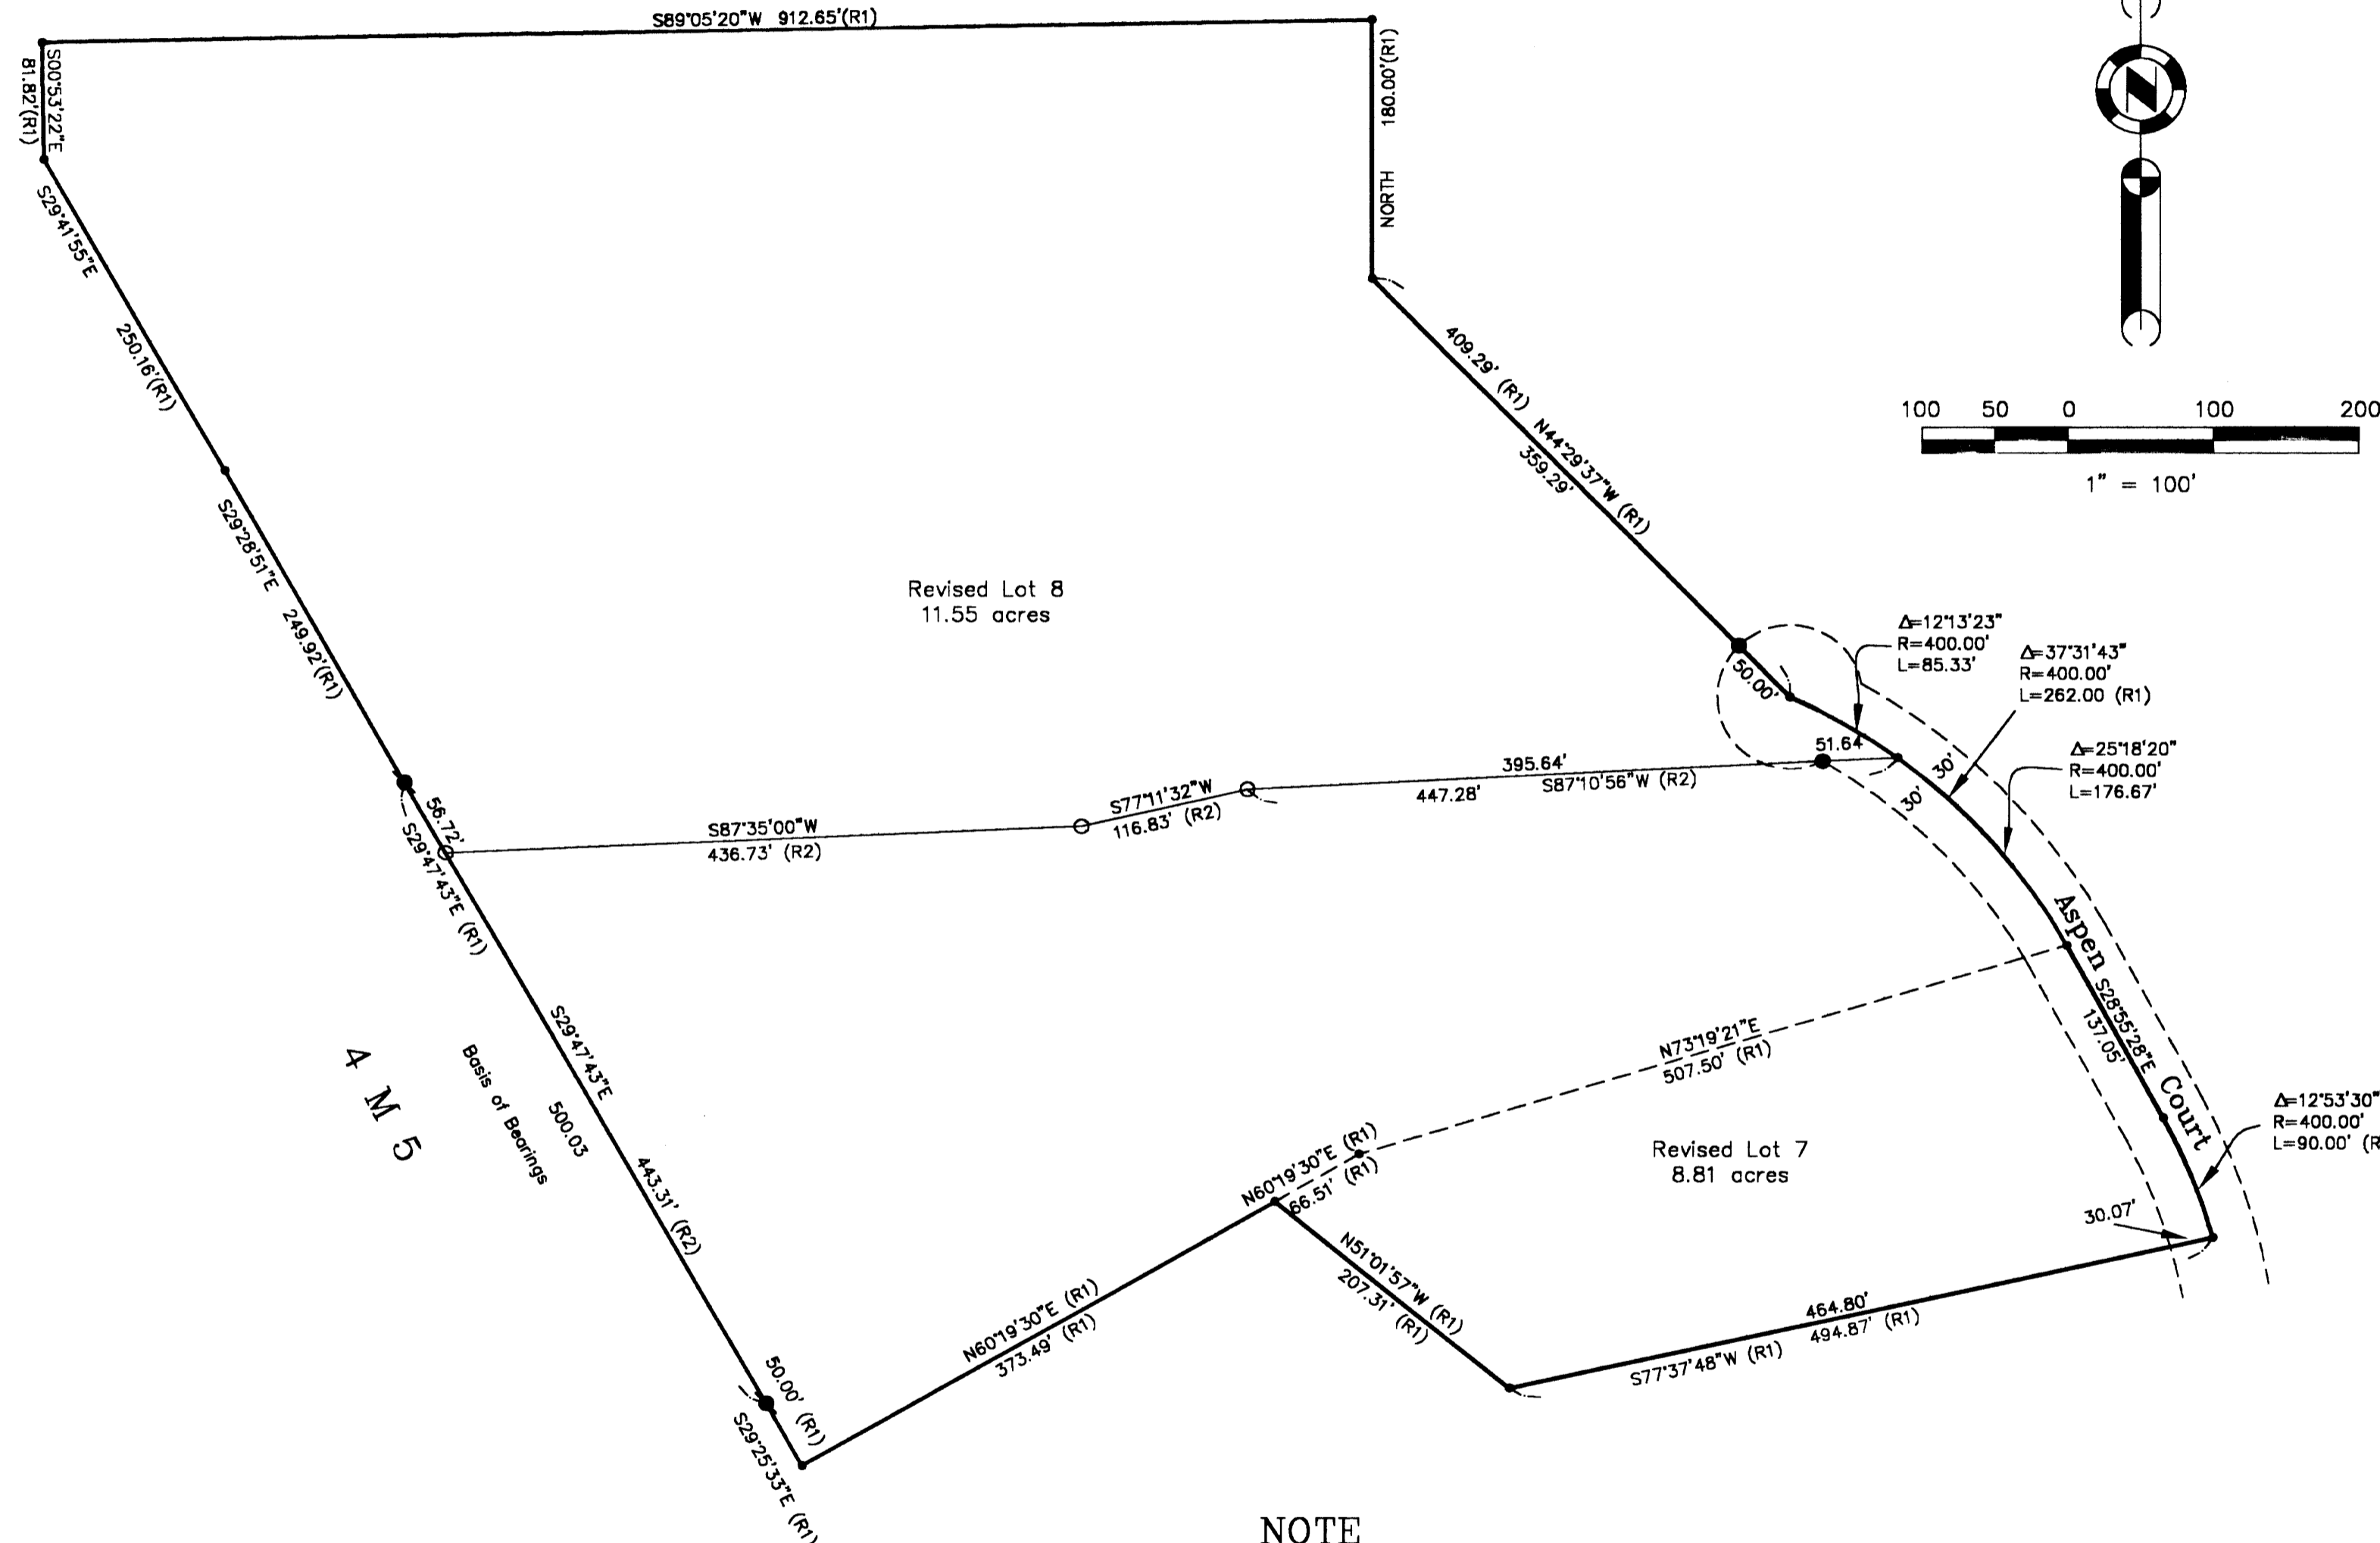 S89°05'20"W 912.65'(R1)
S00°53'22"E
81.82'(R1)
180.00'(R1)
NORTH
N
S29°41'55"E
250.16'(R1)
409.29' (R1)
N44°29'37"W (R1)
359.29'
100 50 0 100 200
1" = 100'
S29°28'51"E
249.92'(R1)
Revised Lot 8
11.55 acres
Δ=12°13'23"
R=400.00'
L=85.33'
Δ=37°31'43"
R=400.00'
L=262.00 (R1)
50.00'
51.64'
30'
30'
Δ=25°18'20"
R=400.00'
L=176.67'
395.64'
447.28'
S87°10'56"W (R2)
S77°11'32"W
116.83' (R2)
S87°35'00"W
436.73' (R2)
56.72'
S29°47'43"E (R1)
Aspen Court
S28°55'28"E
137.05'
S29°47'43"E
443.31' (R2)
500.03
Basis of Bearings
4 M 5
N73°19'21"E
507.50' (R1)
N60°19'30"E (R1)
66.51' (R1)
Revised Lot 7
8.81 acres
Δ=12°53'30"
R=400.00'
L=90.00' (R
30.07'
N51°01'57"W (R1)
207.31' (R1)
464.80'
S77°37'48"W (R1) 494.87' (R1)
N60°19'30"E (R1)
373.49' (R1)
50.00' (R1)
S29°25'33"E (R1)
NOTE